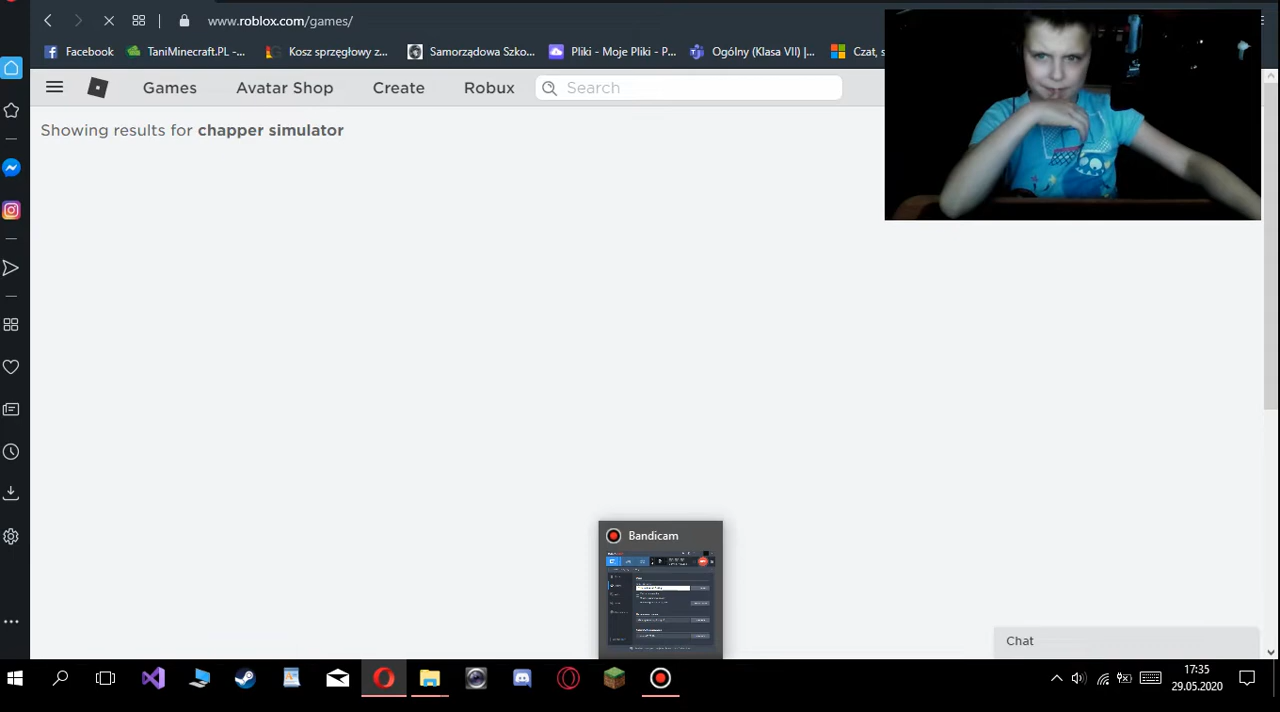 www.roblox.com/games/
Facebook
TaniMinecraft.PL -...
Kosz sprzęgłowy z...
Samorządowa Szko...
Pliki - Moje Pliki - P...
Ogólny (Klasa VII) |...
Czat, s
Games
Avatar Shop
Create
Robux
Search
Showing results for chapper simulator
Bandicam
Chat
17:35
29.05.2020